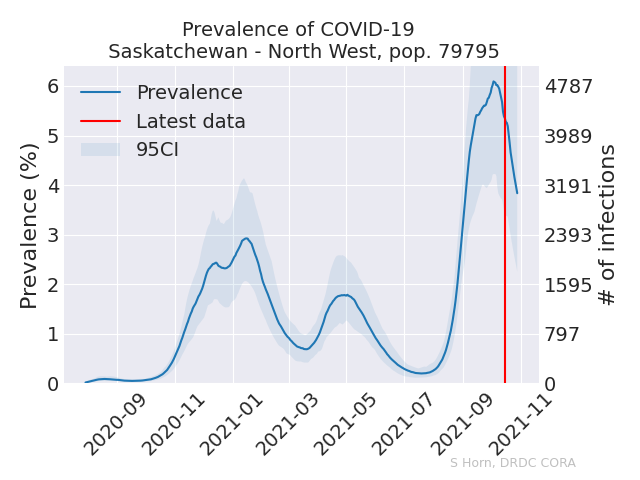 Prevalence of COVID-19
Saskatchewan - North West, pop. 79795
Prevalence
Latest data
95CI
Prevalence (%)
6
5
4
3
2
1
0
4787
3989
3191
2393
1595
797
0
# of infections
2020-09
2020-11
2021-01
2021-03
2021-05
2021-07
2021-09
2021-11
S Horn, DRDC CORA